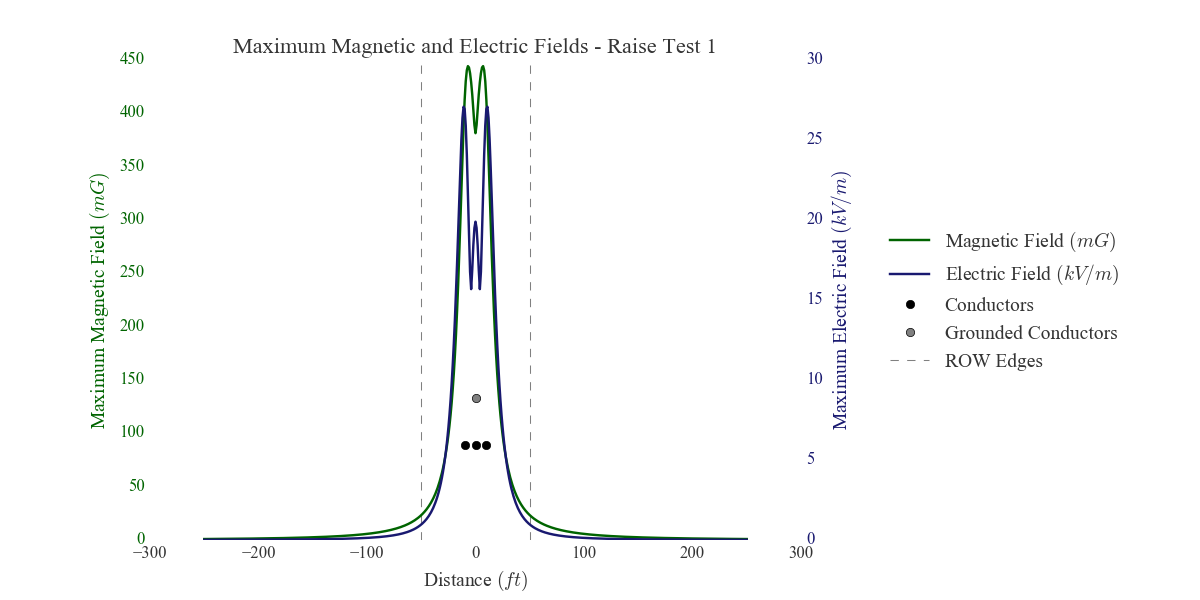 Maximum Magnetic and Electric Fields - Raise Test 1
450
400
350
300
250
200
150
100
50
0
Maximum Magnetic Field (mG)
30
25
20
15
10
5
0
Maximum Electric Field (kV/m)
−300
−200
−100
0
100
200
300
Distance (ft)
Magnetic Field (mG)
Electric Field (kV/m)
Conductors
Grounded Conductors
ROW Edges